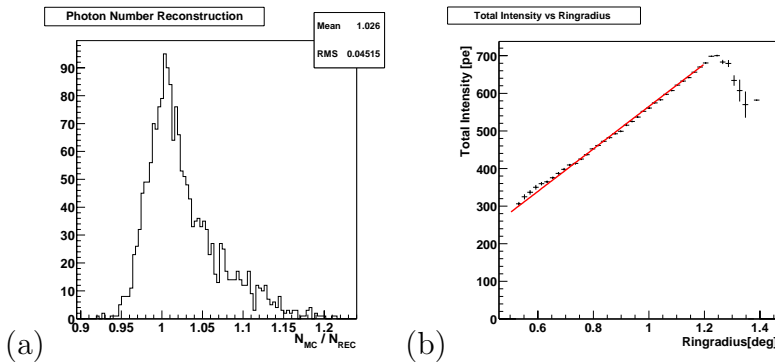 Photon Number Reconstruction
Mean 1.026
RMS 0.04515
90
80
70
60
50
40
30
20
10
0
0.9 0.95 1 1.05 1.1 1.15 1.2
N_MC / N_REC
(a)
Total Intensity vs Ringradius
Total Intensity [pe]
700
600
500
400
300
200
100
0
0.6 0.8 1 1.2 1.4
Ringradius[deg]
(b)